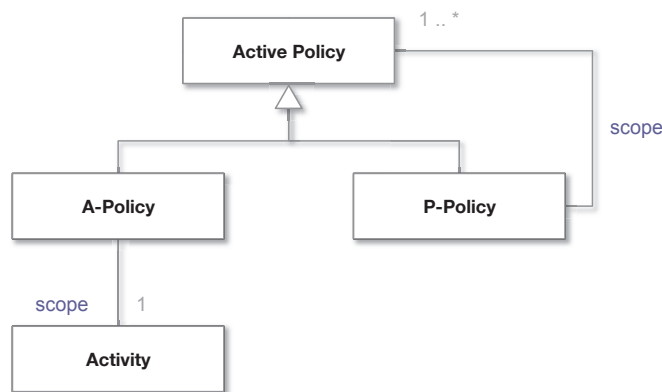 1 .. *
Active Policy
scope
A-Policy
P-Policy
scope
1
Activity